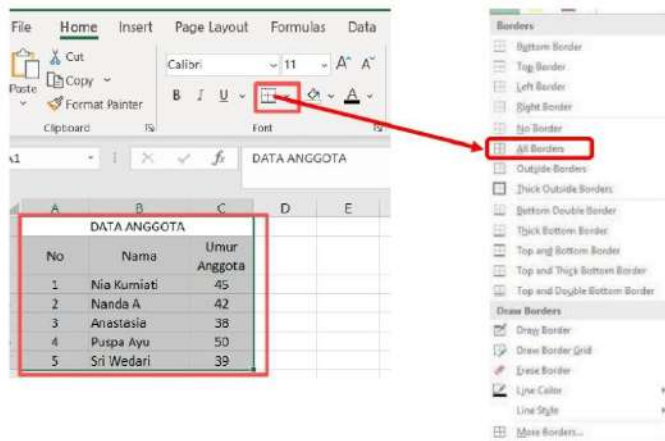 File Home Insert Page Layout Formulas Data
Cut
Copy
Paste
Format Painter
Clipboard
Calibri 11 A^ A˅
B I U A
Font
A1 fx DATA ANGGOTA
A B C D E
DATA ANGGOTA
No Nama Umur Anggota
1 Nia Kurniati 45
2 Nanda A 42
3 Anastasia 38
4 Puspa Ayu 50
5 Sri Wedari 39
Borders
Bottom Border
Top Border
Left Border
Right Border
No Border
All Borders
Outside Borders
Thick Outside Borders
Bottom Double Border
Thick Bottom Border
Top and Bottom Border
Top and Thick Bottom Border
Top and Double Bottom Border
Draw Borders
Draw Border
Draw Border Grid
Erase Border
Line Color
Line Style
More Borders...